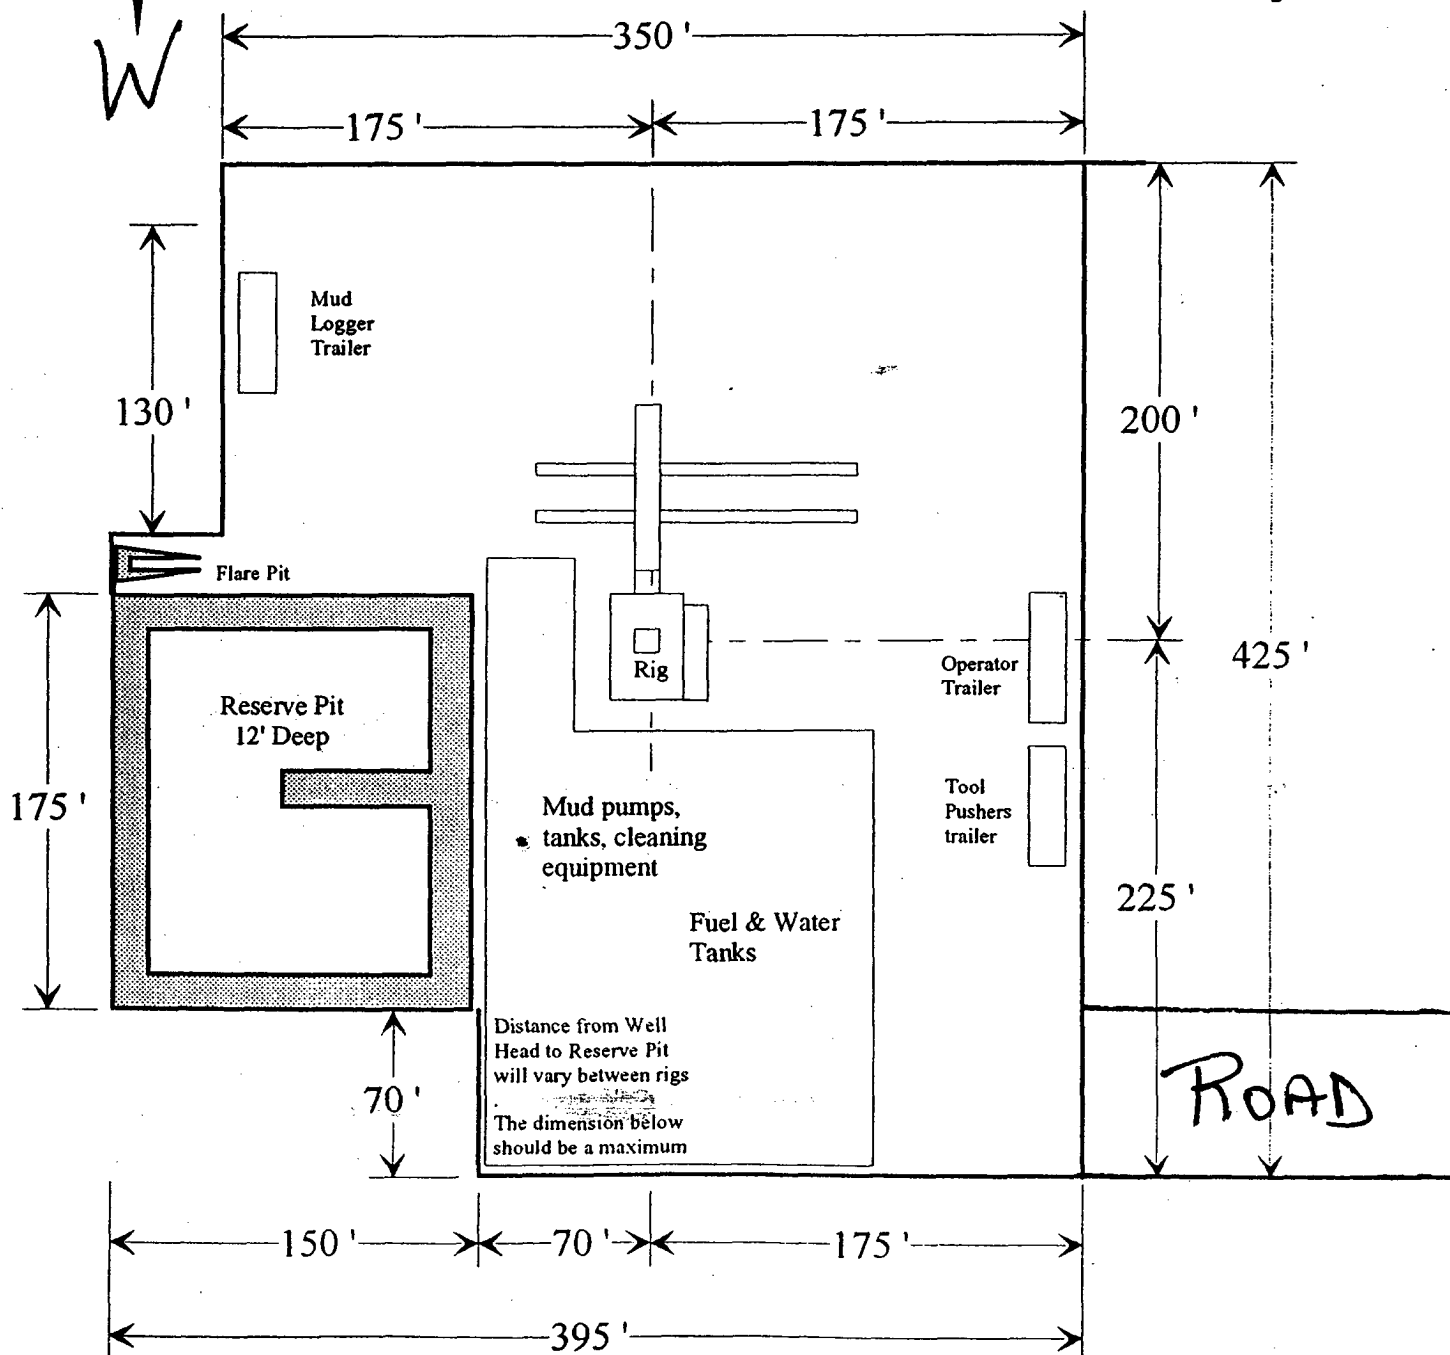 W
350 '
175 '
175 '
Mud
Logger
Trailer
130 '
200 '
Flare Pit
Rig
Operator
Trailer
425 '
Reserve Pit
12' Deep
175 '
Mud pumps,
tanks, cleaning
equipment
Tool
Pushers
trailer
225 '
Fuel & Water
Tanks
Distance from Well
Head to Reserve Pit
will vary between rigs
The dimension below
should be a maximum
70 '
ROAD
150 '
70 '
175 '
395 '